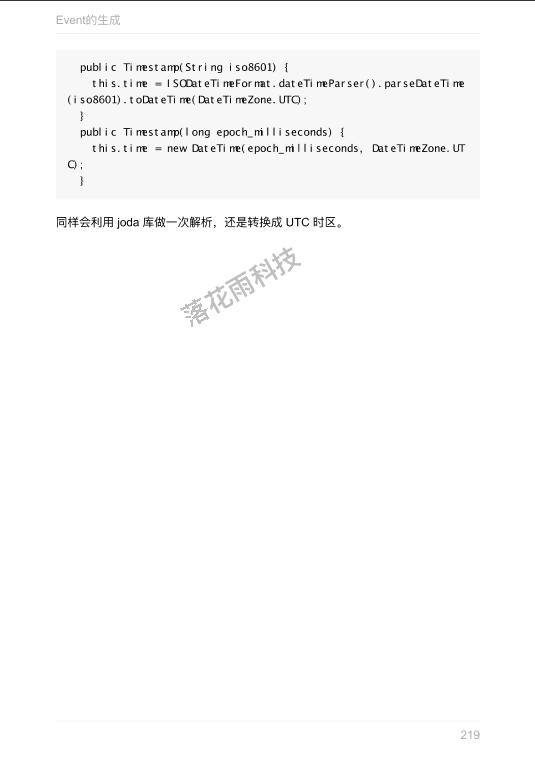 Event的生成
public Timestamp(String iso8601) {
this.time = ISODateTimeFormat.dateTimeParser().parseDateTime
(iso8601).toDateTime(DateTimeZone.UTC);
}
public Timestamp(long epoch_milliseconds) {
this.time = new DateTime(epoch_milliseconds, DateTimeZone.UT
C);
}
同样会利用 joda 库做一次解析，还是转换成 UTC 时区。
落花雨科技
219